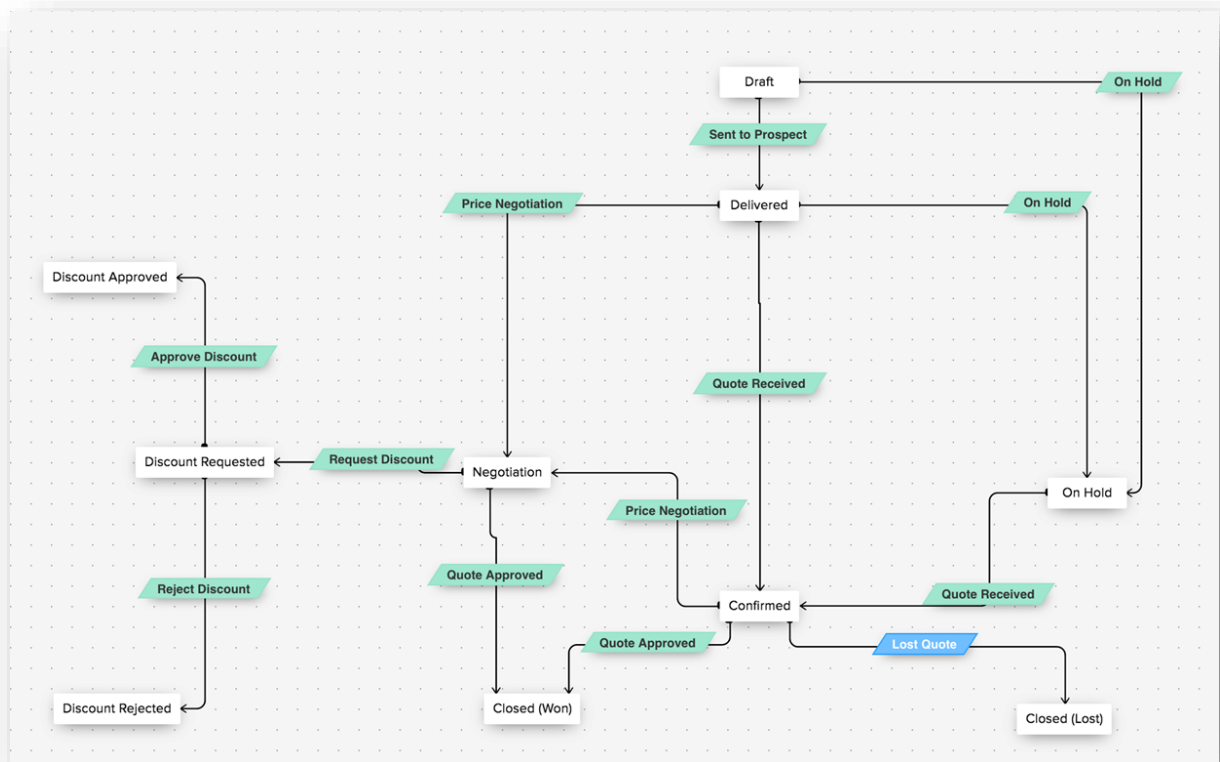 Draft
On Hold
Sent to Prospect
Price Negotiation
Delivered
On Hold
Discount Approved
Approve Discount
Quote Received
Discount Requested
Request Discount
Negotiation
On Hold
Price Negotiation
Quote Approved
Reject Discount
Quote Received
Confirmed
Quote Approved
Lost Quote
Discount Rejected
Closed (Won)
Closed (Lost)